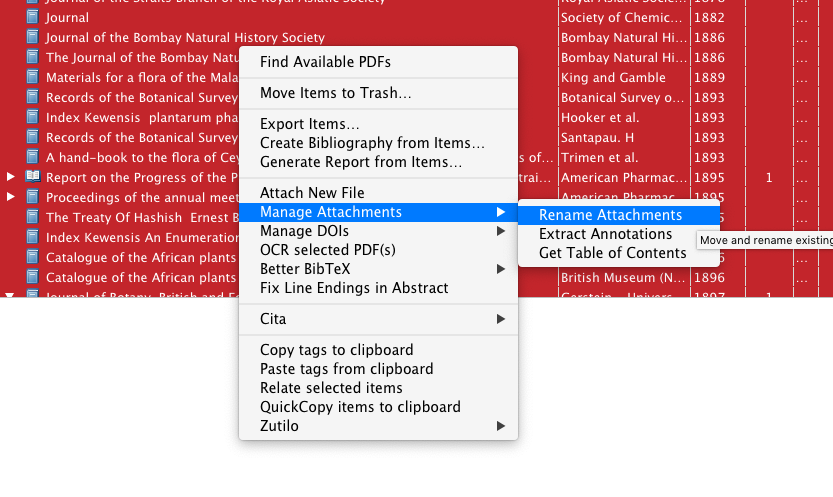 Journal of the Straits Branch of the Royal Asiatic Society
Journal Society of Chemic... 1882 ...
Journal of the Bombay Natural History Society Bombay Natural Hi... 1886 ...
The Journal of the Bombay Natu Bombay Natural Hi... 1886 ...
Materials for a flora of the Mala King and Gamble 1889 ...
Records of the Botanical Survey Botanical Survey o... 1893 ...
Index Kewensis plantarum pha Hooker et al. 1893 ...
Records of the Botanical Survey Santapau. H 1893 ...
A hand-book to the flora of Cey s of... Trimen et al. 1893 ...
Report on the Progress of the P trai... American Pharmac... 1895 1 ...
Proceedings of the annual meet American Pharmac... 1895 1 ...
The Treaty Of Hashish Ernest B
Index Kewensis An Enumeration
Catalogue of the African plants ...
Catalogue of the African plants British Museum (N... 1896 ...
Journal of Botany, British and Fo Gerstein - Univers... 1897 1 ...
Find Available PDFs
Move Items to Trash...
Export Items...
Create Bibliography from Items...
Generate Report from Items...
Attach New File
Manage Attachments
Manage DOIs
OCR selected PDF(s)
Better BibTeX
Fix Line Endings in Abstract
Cita
Copy tags to clipboard
Paste tags from clipboard
Relate selected items
QuickCopy items to clipboard
Zutilo
Rename Attachments
Extract Annotations
Get Table of Contents
Move and rename existing